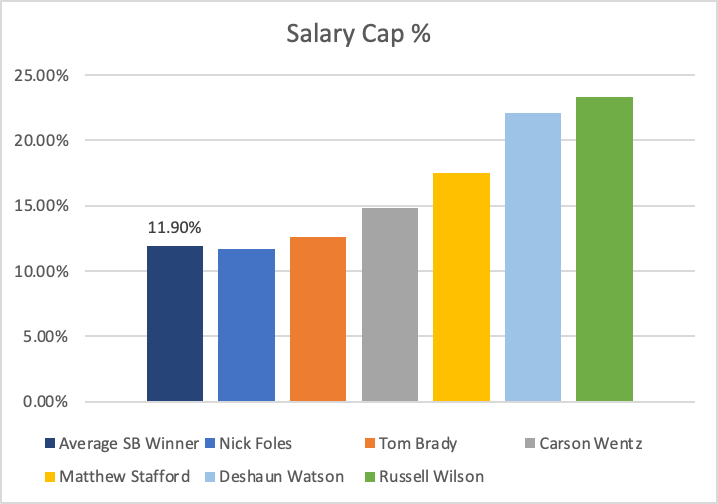 Salary Cap %
25.00%
20.00%
15.00%
11.90%
10.00%
5.00%
0.00%
Average SB Winner Nick Foles Tom Brady Carson Wentz
Matthew Stafford Deshaun Watson Russell Wilson